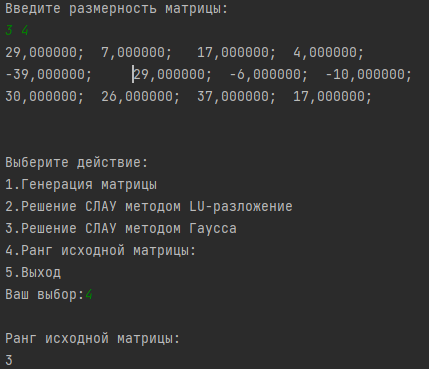 Введите размерность матрицы:
3 4
29,000000; 7,000000; 17,000000; 4,000000;
-39,000000; 29,000000; -6,000000; -10,000000;
30,000000; 26,000000; 37,000000; 17,000000;
Выберите действие:
1.Генерация матрицы
2.Решение СЛАУ методом LU-разложение
3.Решение СЛАУ методом Гаусса
4.Ранг исходной матрицы:
5.Выход
Ваш выбор:4
Ранг исходной матрицы:
3